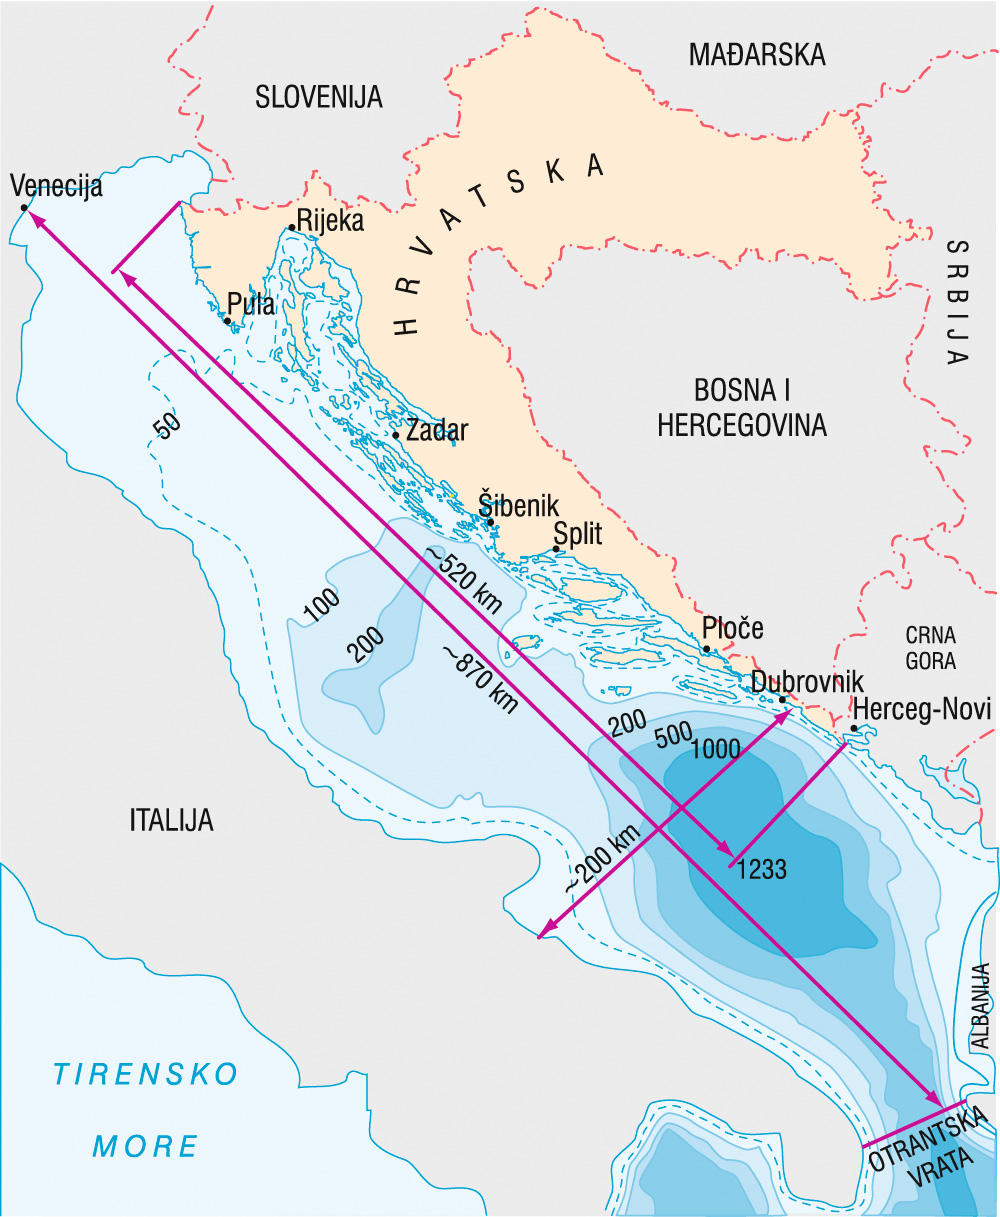 MAĐARSKA
SLOVENIJA
HRVATSKA
Venecija
Rijeka
SRBIJA
Pula
BOSNA I
HERCEGOVINA
50
Zadar
Šibenik
Split
~520 km
100
200
~870 km
Ploče
CRNA
GORA
Dubrovnik
Herceg-Novi
200
500
1000
ITALIJA
~200 km
1233
ALBANIJA
TIRENSKO
MORE
OTRANTSKA
VRATA